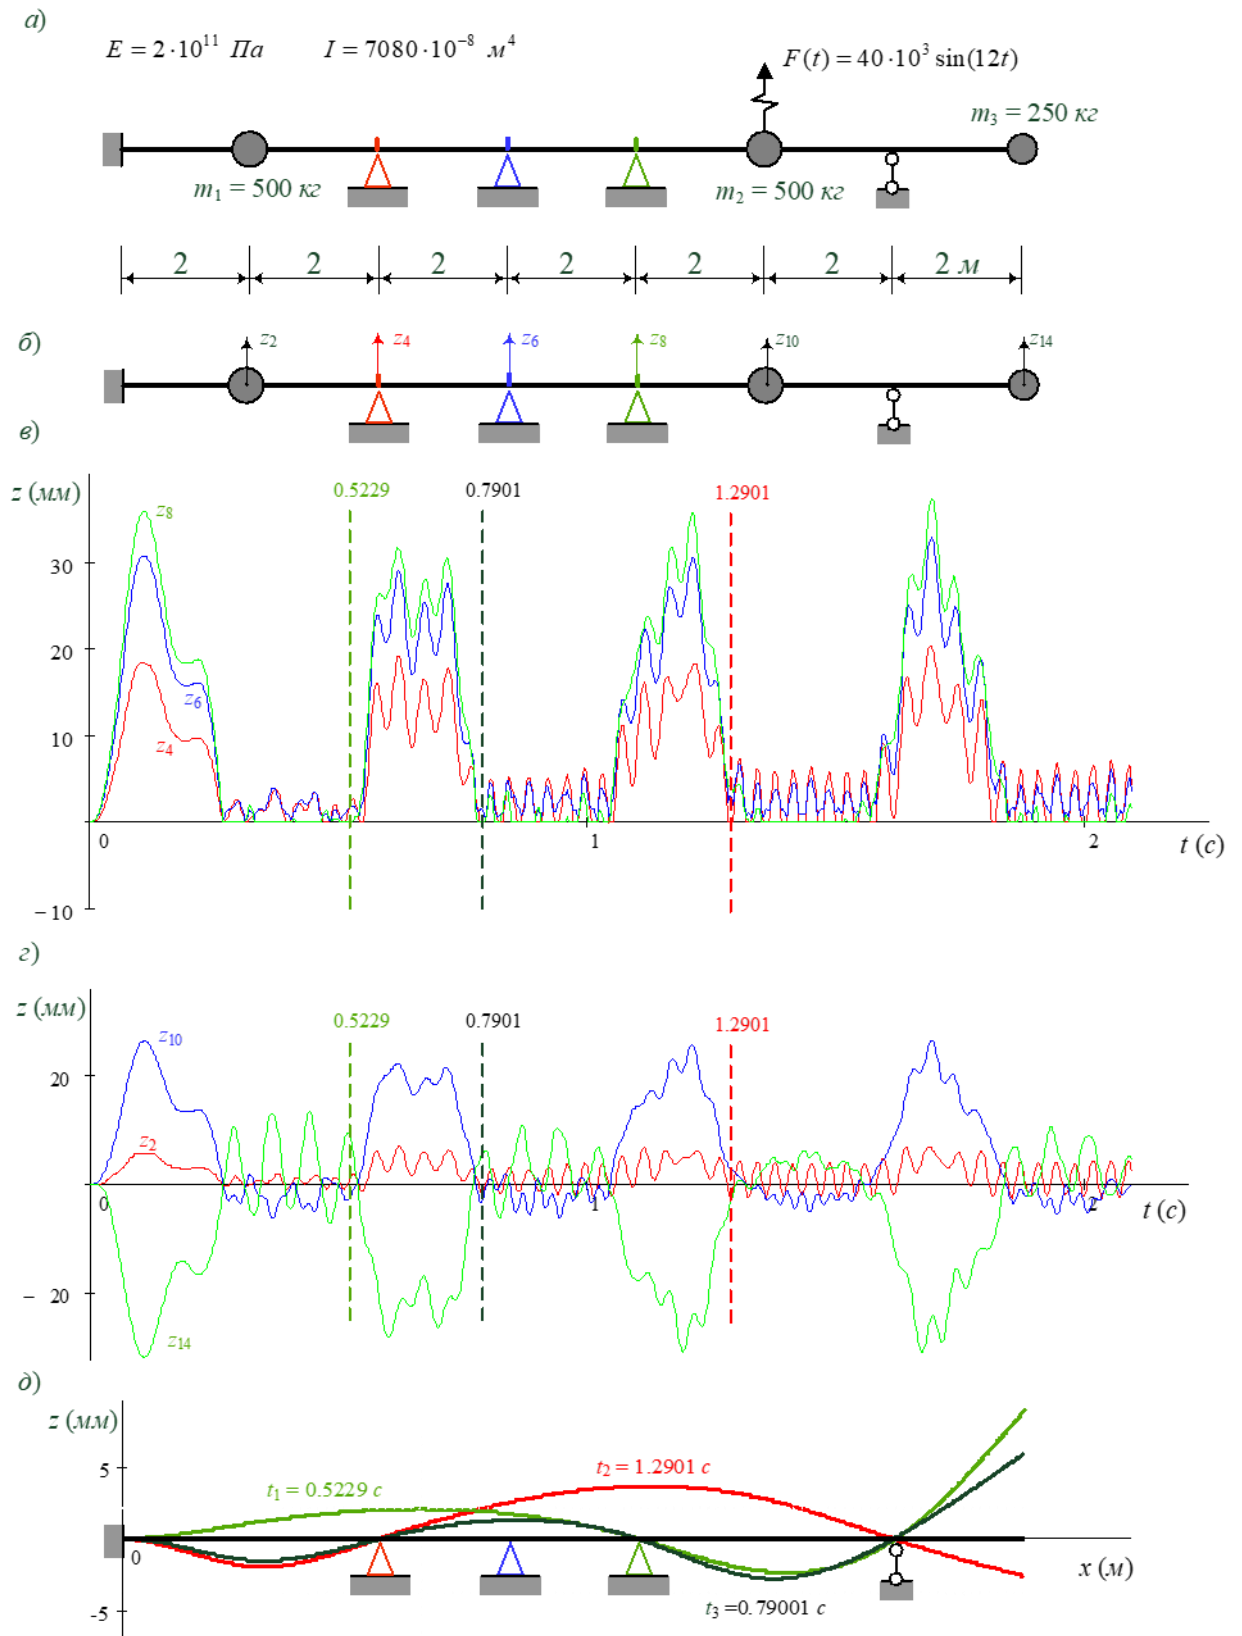 а)
E = 2·10¹¹ Па I = 7080·10⁻⁸ м⁴
F(t) = 40·10³ sin(12t)
m₃ = 250 кг
m₁ = 500 кг
m₂ = 500 кг
2 2 2 2 2 2 2 м
б)
z₂ z₄ z₆ z₈ z₁₀ z₁₄
в)
z (мм)
0.5229 0.7901 1.2901
z₈
30
20
z₆
z₄
10
0 1 2
t (с)
−10
г)
z (мм)
0.5229 0.7901 1.2901
z₁₀
20
z₂
0 1 2
t (с)
− 20
z₁₄
д)
z (мм)
5
t₂ = 1.2901 с
t₁ = 0.5229 с
0
x (м)
-5
t₃ =0.79001 с